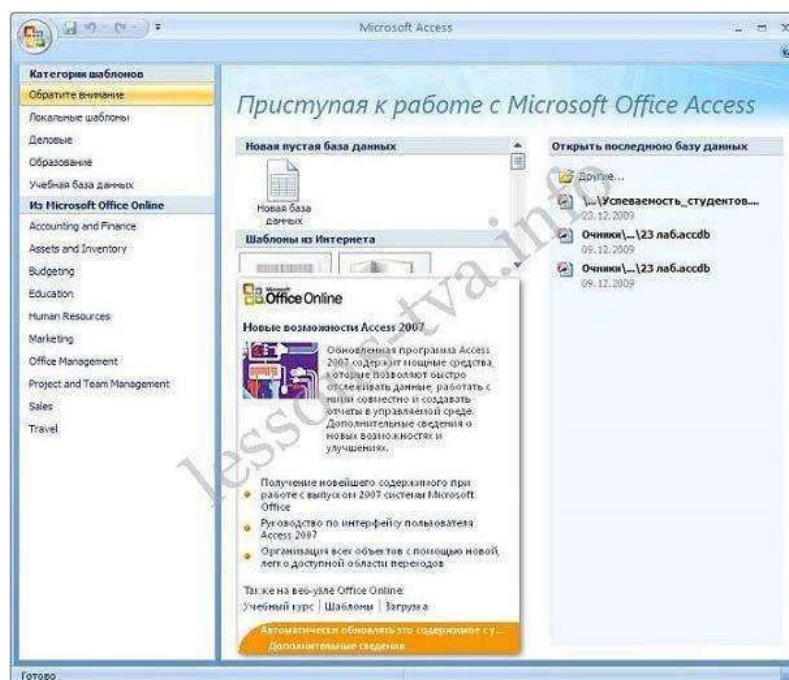 Microsoft Access
Категории шаблонов
Обратите внимание
Локальные шаблоны
Деловые
Образование
Учебная база данных
Из Microsoft Office Online
Accounting and Finance
Assets and Inventory
Budgeting
Education
Human Resources
Marketing
Office Management
Project and Team Management
Sales
Travel
Приступая к работе с Microsoft Office Access
Новая пустая база данных
Новая база
данных
Шаблоны из Интернета
Microsoft
Office Online
Новые возможности Access 2007
Обновленная программа Access
2007 содержит мощные средства,
которые позволяют быстро
отслеживать данные, работать с
ними совместно и создавать
отчеты в управляемой среде.
Дополнительные сведения о
новых возможностях и
улучшениях.
Получение новейшего содержимого при
работе с выпуском 2007 системы Microsoft
Office
Руководство по интерфейсу пользователя
Access 2007
Организация всех объектов с помощью новой,
легко доступной области переходов
Также на веб-узле Office Online:
Учебный курс | Шаблоны | Загрузка
Автоматически обновлять это содержимое с у...
Дополнительные сведения
Открыть последнюю базу данных
Другие...
\...\Успеваемость_студентов....
23.12.2009
Очники\...\23 лаб.accdb
09.12.2009
Очники\...\23 лаб.accdb
09.12.2009
Готово
lessons-tva.info